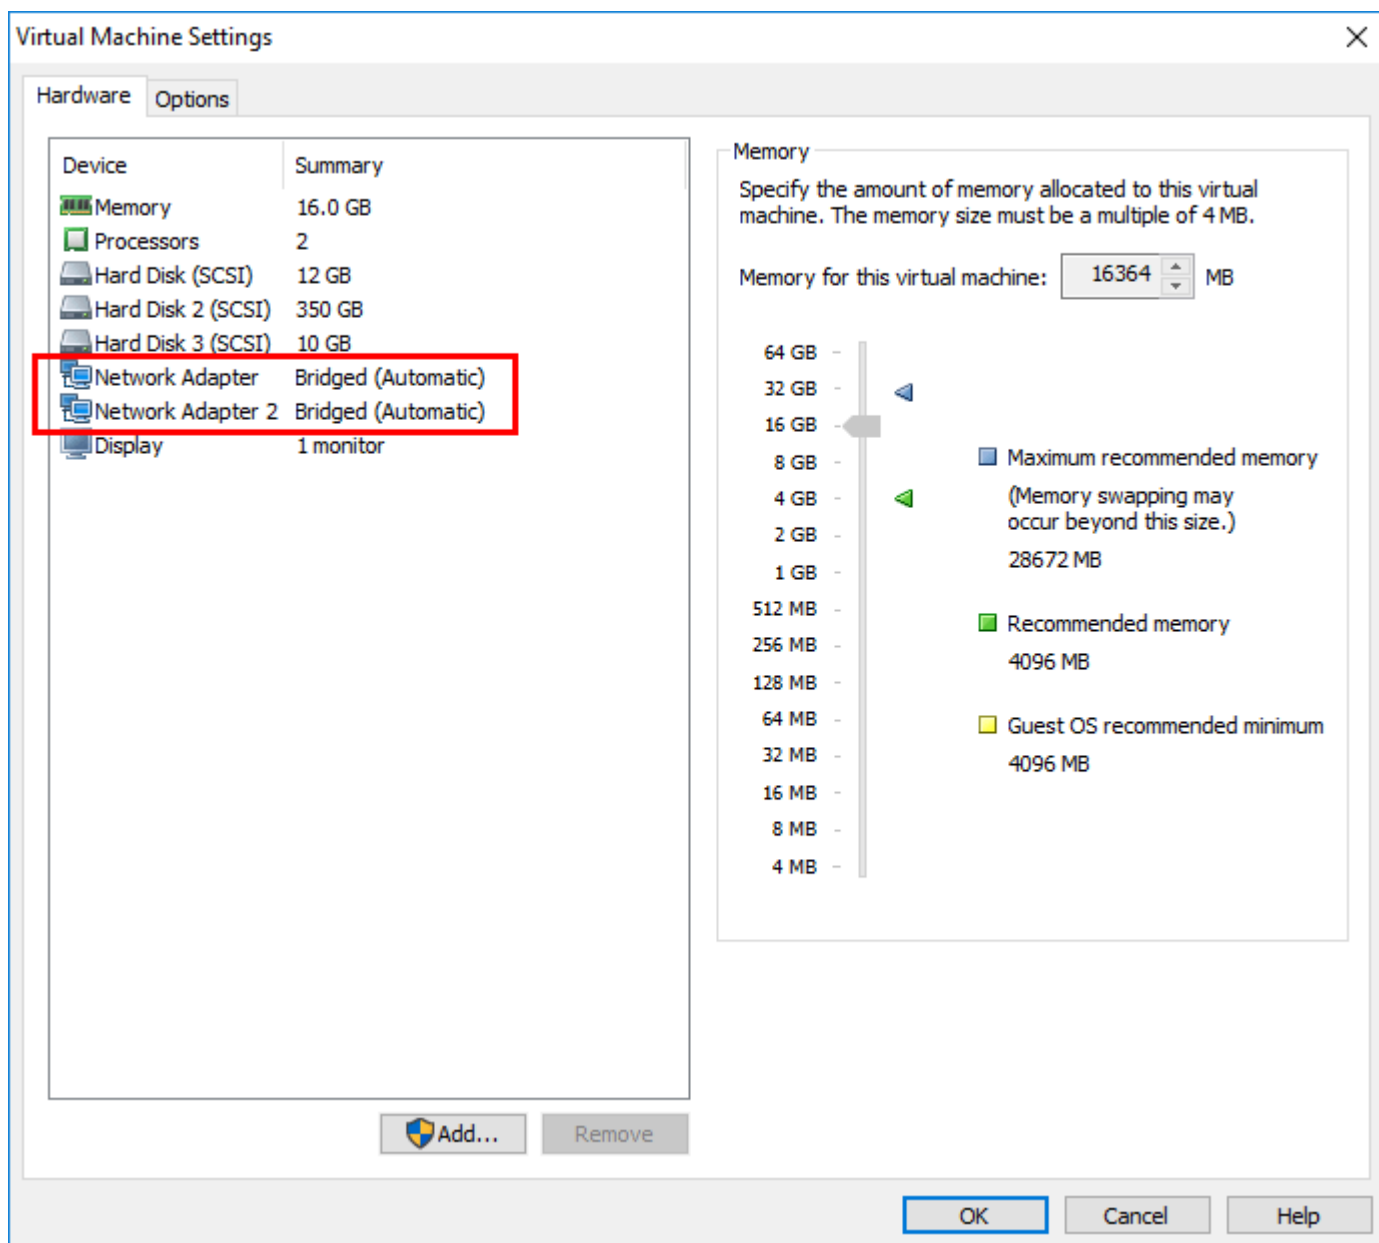 Virtual Machine Settings
Hardware Options
Device Summary
Memory 16.0 GB
Processors 2
Hard Disk (SCSI) 12 GB
Hard Disk 2 (SCSI) 350 GB
Hard Disk 3 (SCSI) 10 GB
Network Adapter Bridged (Automatic)
Network Adapter 2 Bridged (Automatic)
Display 1 monitor
Add...
Remove
Memory
Specify the amount of memory allocated to this virtual
machine. The memory size must be a multiple of 4 MB.
Memory for this virtual machine: 16364 MB
64 GB
32 GB
16 GB
8 GB
4 GB
2 GB
1 GB
512 MB
256 MB
128 MB
64 MB
32 MB
16 MB
8 MB
4 MB
Maximum recommended memory
(Memory swapping may
occur beyond this size.)
28672 MB
Recommended memory
4096 MB
Guest OS recommended minimum
4096 MB
OK Cancel Help